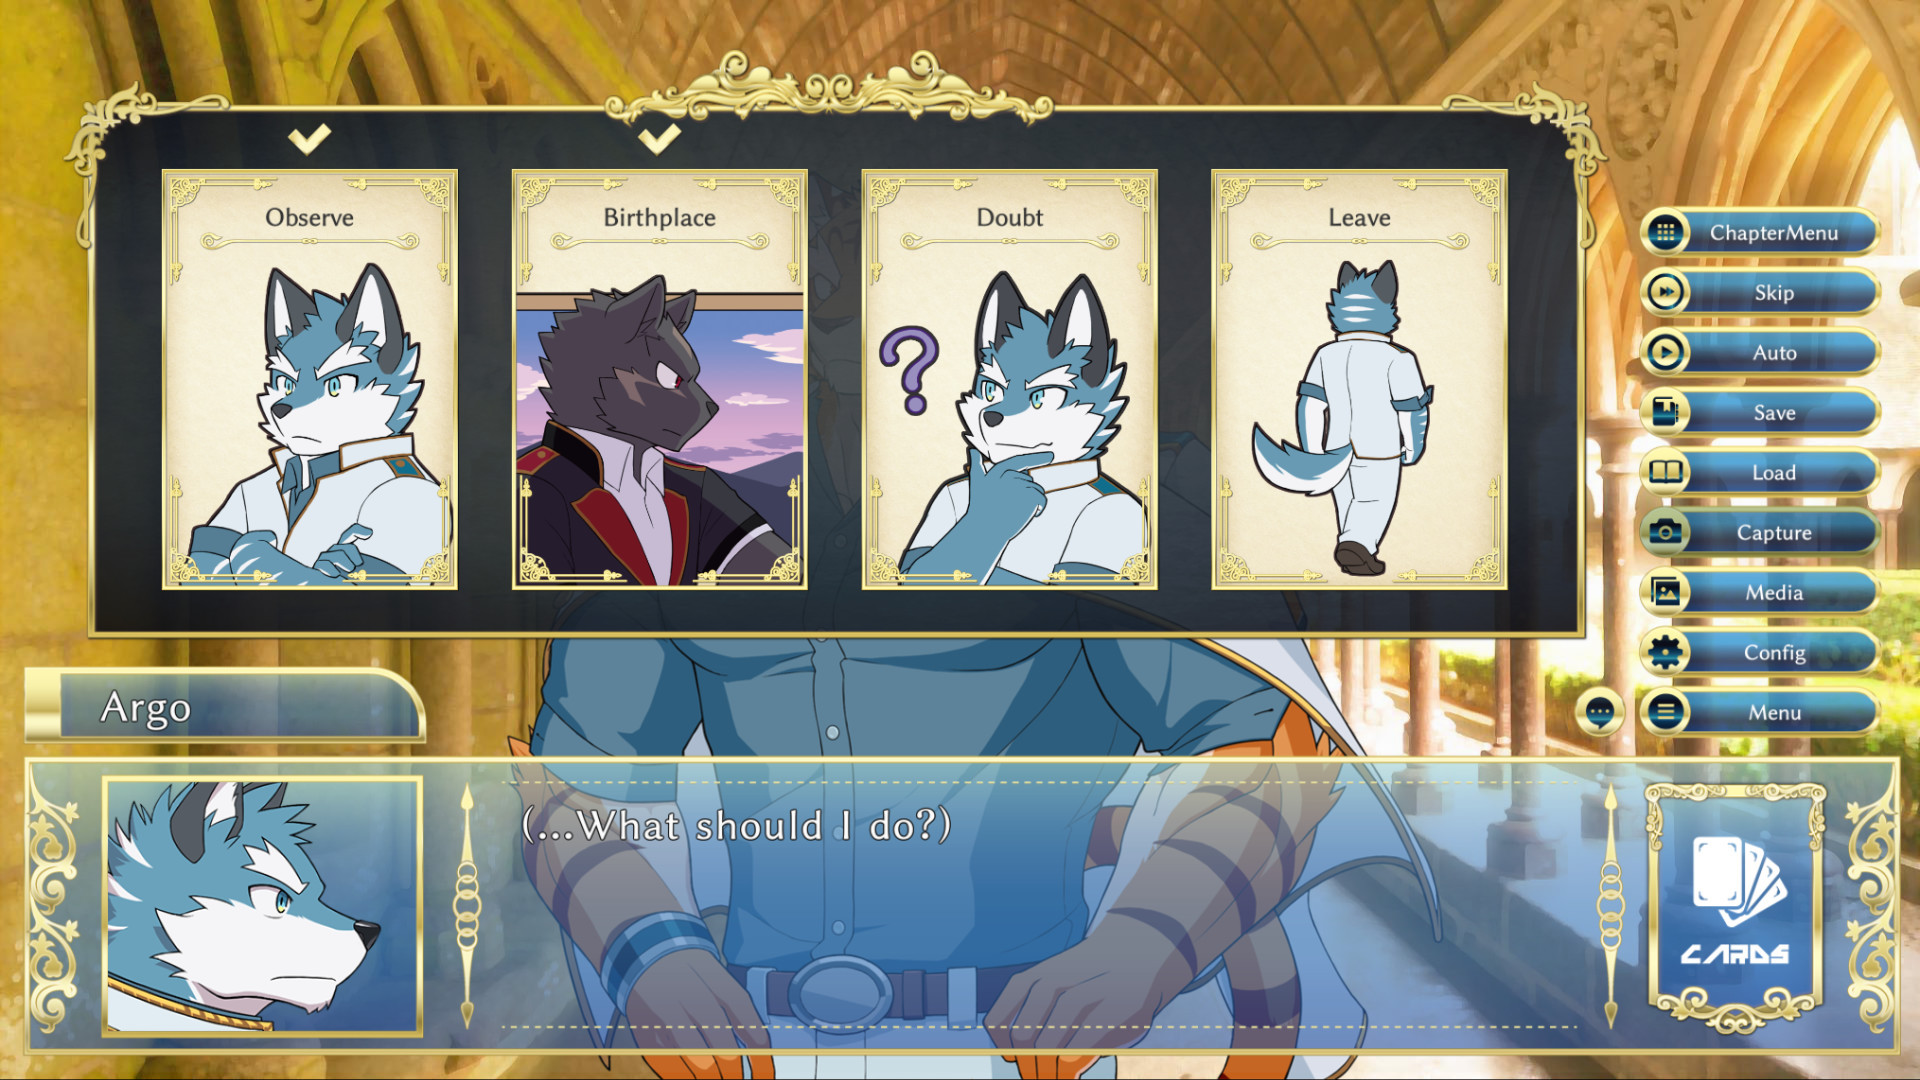 Observe
Birthplace
Doubt
Leave
ChapterMenu
Skip
Auto
Save
Load
Capture
Media
Config
Menu
Argo
(...What should I do?)
CARDS